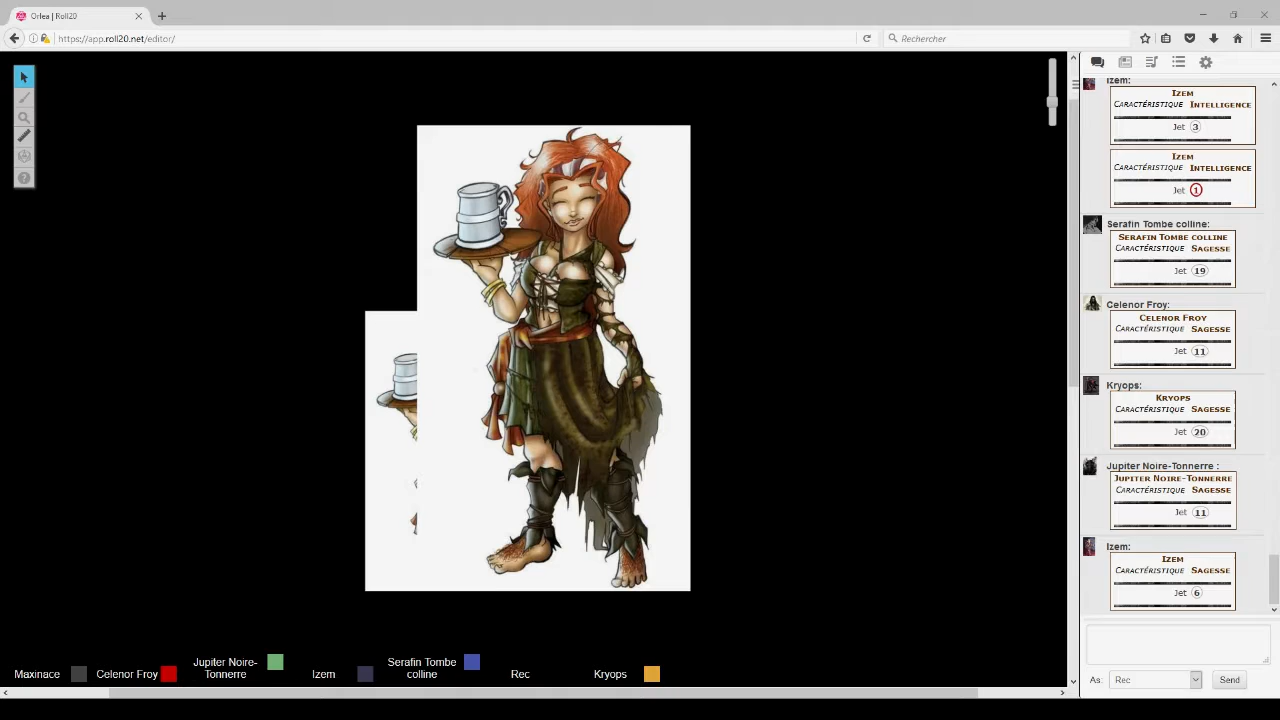 Orlea | Roll20
https://app.roll20.net/editor/
Rechercher
Izem:
Izem
Caractéristique Intelligence
Jet 3
Izem
Caractéristique Intelligence
Jet 1
Serafin Tombe colline:
Serafin Tombe colline
Caractéristique Sagesse
Jet 19
Celenor Froy:
Celenor Froy
Caractéristique Sagesse
Jet 11
Kryops:
Kryops
Caractéristique Sagesse
Jet 20
Jupiter Noire-Tonnerre :
Jupiter Noire-Tonnerre
Caractéristique Sagesse
Jet 11
Izem:
Izem
Caractéristique Sagesse
Jet 6
As: Rec Send
Maxinace
Celenor Froy
Jupiter Noire-
Tonnerre
Izem
Serafin Tombe
colline
Rec
Kryops